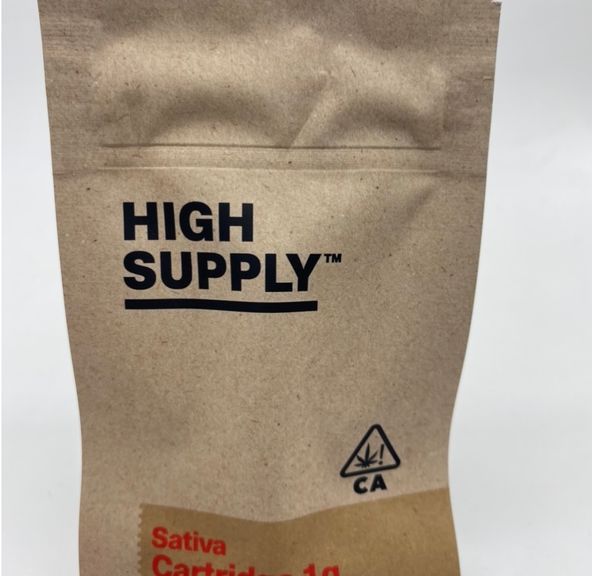 HIGH
SUPPLY™
CA
Sativa
Cartridge 1g